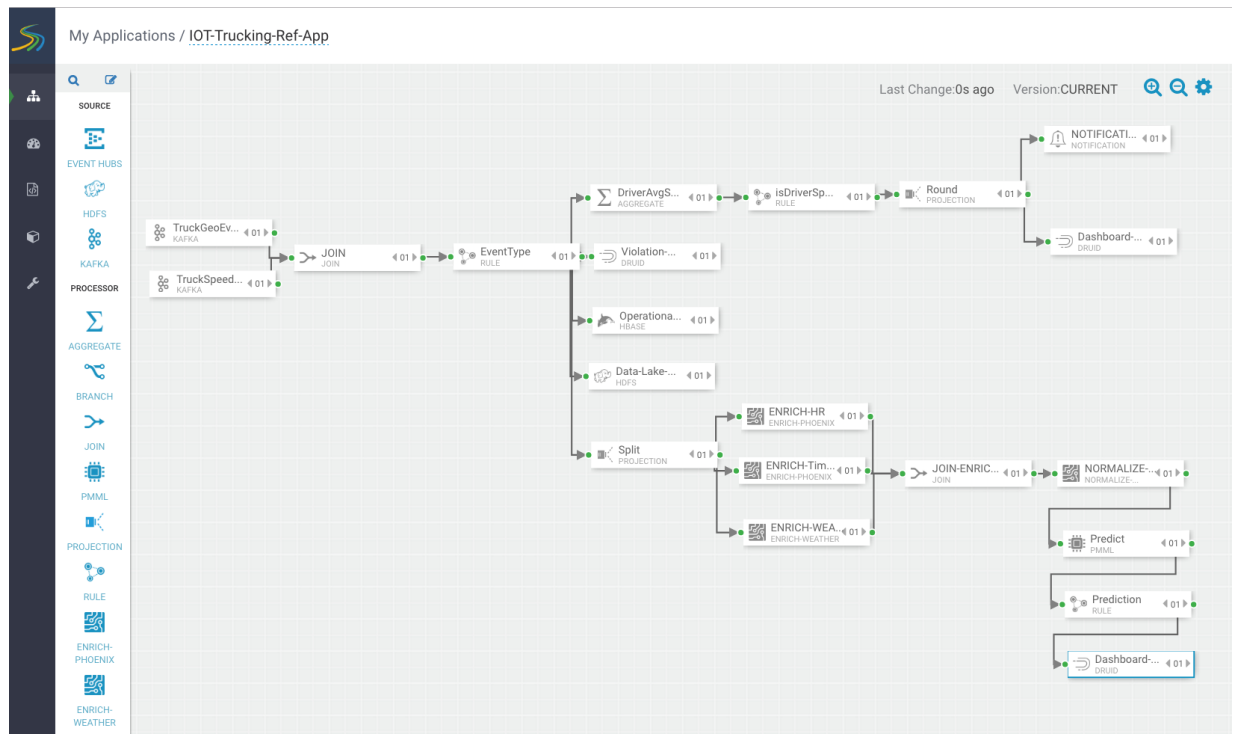 My Applications / IOT-Trucking-Ref-App
Last Change:0s ago Version:CURRENT
SOURCE
EVENT HUBS
HDFS
KAFKA
PROCESSOR
AGGREGATE
BRANCH
JOIN
PMML
PROJECTION
RULE
ENRICH-
PHOENIX
ENRICH-
WEATHER
TruckGeoEv... 01
KAFKA
TruckSpeed... 01
KAFKA
JOIN 01
JOIN
EventType 01
RULE
DriverAvgS... 01
AGGREGATE
isDriverSp... 01
RULE
Round 01
PROJECTION
NOTIFICATI... 01
NOTIFICATION
Dashboard-... 01
DRUID
Violation-... 01
DRUID
Operationa... 01
HBASE
Data-Lake-... 01
HDFS
Split 01
PROJECTION
ENRICH-HR 01
ENRICH-PHOENIX
ENRICH-Tim... 01
ENRICH-PHOENIX
ENRICH-WEA... 01
ENRICH-WEATHER
JOIN-ENRIC... 01
JOIN
NORMALIZE-... 01
NORMALIZE-...
Predict 01
PMML
Prediction 01
RULE
Dashboard-... 01
DRUID